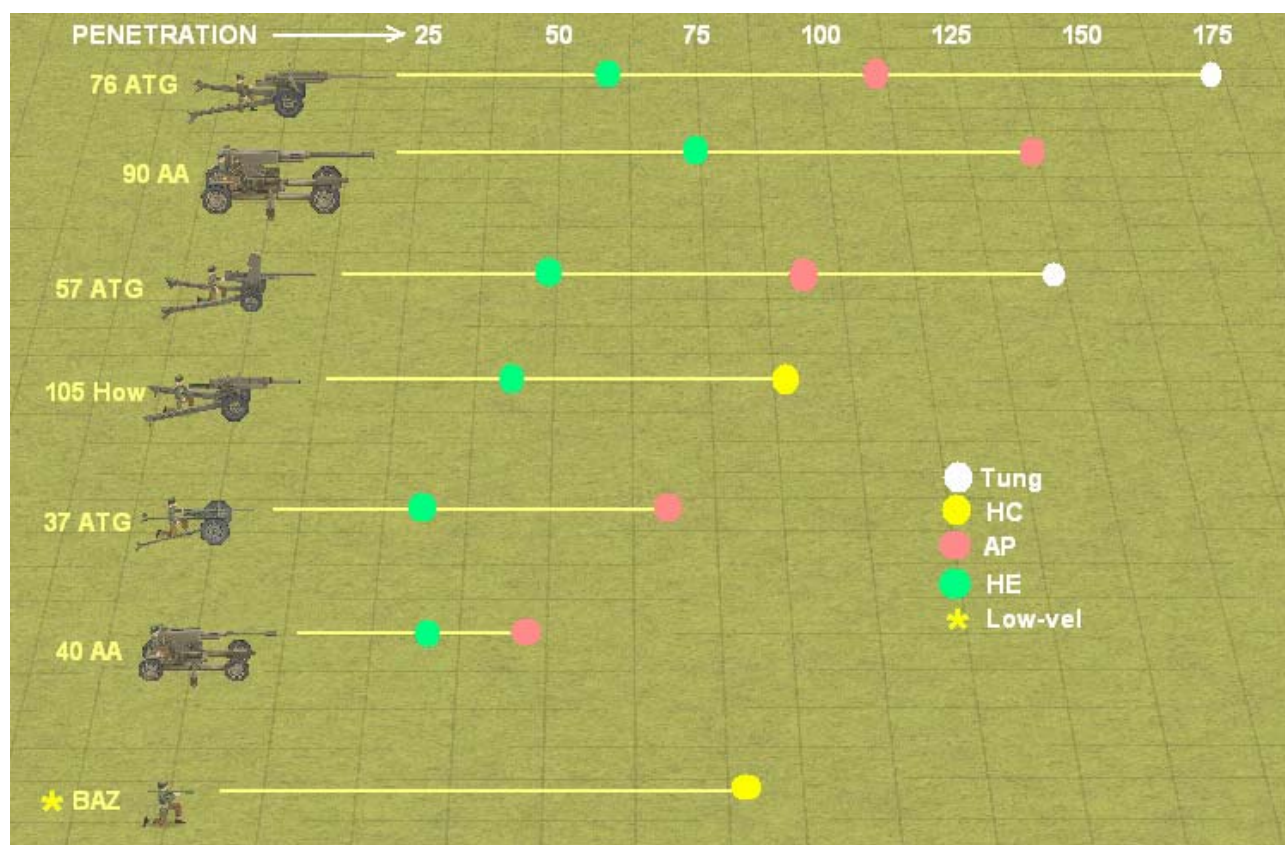 PENETRATION 25 50 75 100 125 150 175
76 ATG
90 AA
57 ATG
105 How
37 ATG
40 AA
* BAZ
Tung
HC
AP
HE
* Low-vel